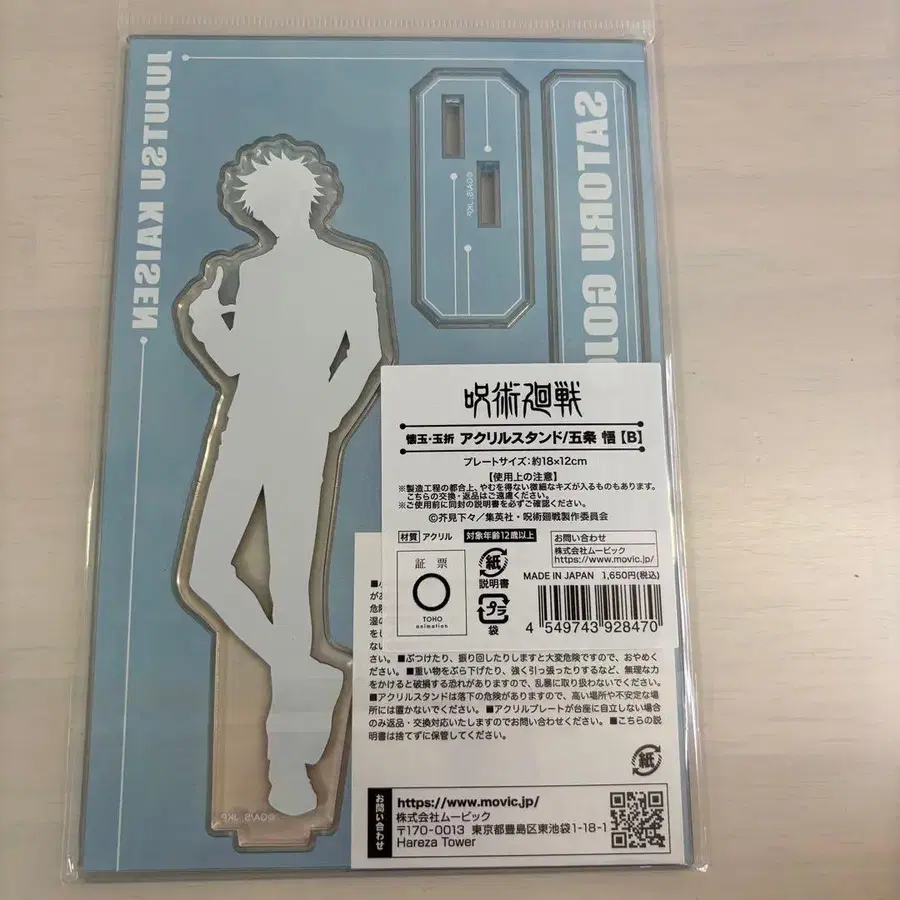 JUJUTSU KAISEN
SATORU GOJO
©GA/S, JKP
©GA/S, JKP
呪術廻戦
懐玉・玉折 アクリルスタンド/五条 悟【B】
プレートサイズ：約18×12cm
【使用上の注意】
※製造工程の都合上、やむを得ない微細なキズが入るものもあります。
こちらの交換・返品はご遠慮ください。
※ご使用前に同封の説明書を必ずご確認ください。
©芥見下々／集英社・呪術廻戦製作委員会
材質 アクリル 対象年齢12歳以上
お問い合わせ
株式会社ムービック
https://www.movic.jp/
証票
TOHO
animation
紙
説明書
プラ
袋
MADE IN JAPAN 1,650円(税込)
4 549743 928470
さい。■ぶつけたり、振り回したりしますと大変危険ですので、おやめく
ださい。■重い物をぶら下げたり、強く引っ張ったりするなど、無理な力
をかけると破損する恐れがありますので、乱暴に取り扱わないでください。
■アクリルスタンドは落下の危険がありますので、高い場所や不安定な場
所には置かないでください。■アクリルプレートが台座に自立しない場合
のみ返品・交換対応いたしますのでお問い合わせください。■こちらの説
明書は捨てずに保管してください。
紙
お問い合わせ
https://www.movic.jp/
株式会社ムービック
〒170-0013 東京都豊島区東池袋1-18-1
Hareza Tower